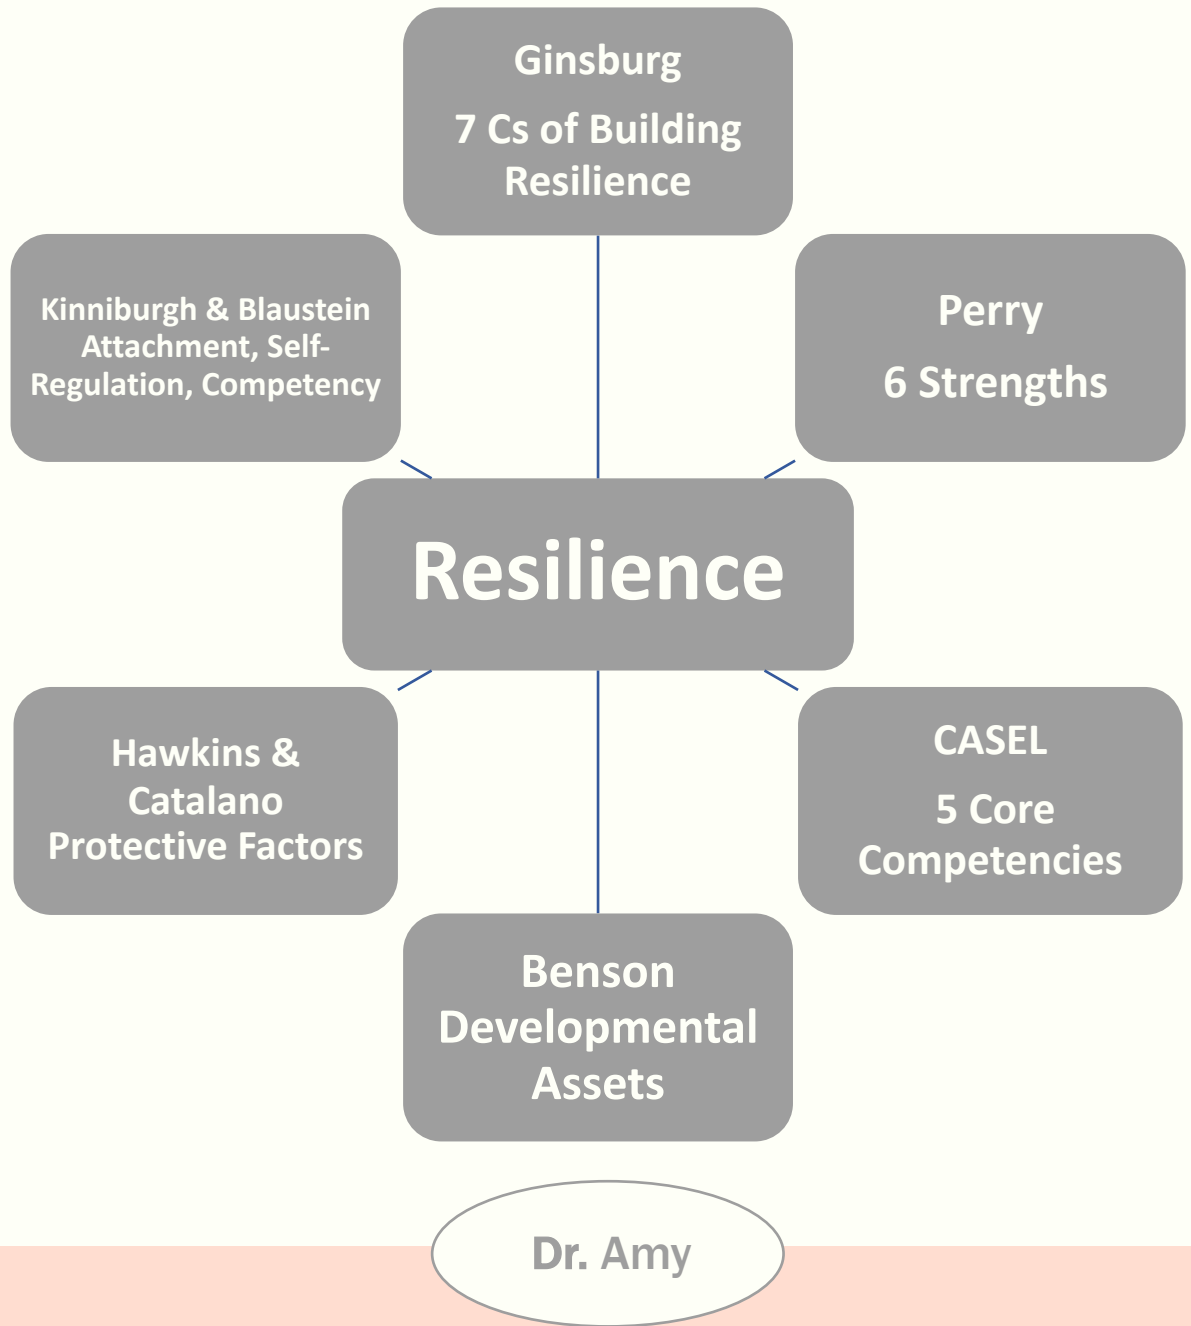 Ginsburg
7 Cs of Building
Resilience
Kinniburgh & Blaustein
Attachment, Self-
Regulation, Competency
Perry
6 Strengths
Resilience
Hawkins &
Catalano
Protective Factors
CASEL
5 Core
Competencies
Benson
Developmental
Assets
Dr. Amy